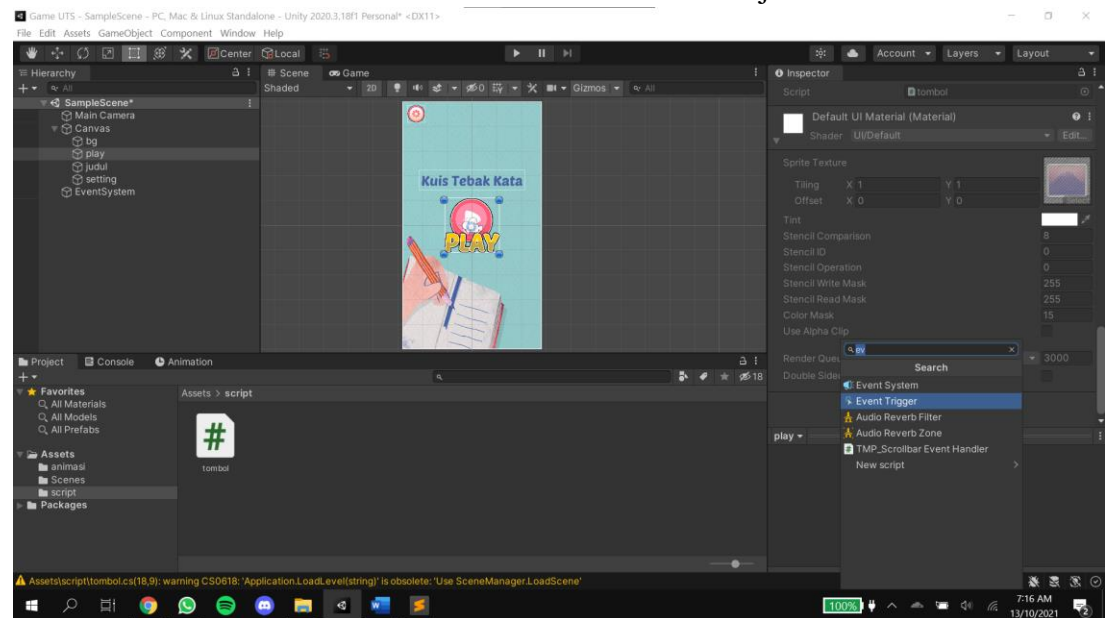 Game UTS - SampleScene - PC, Mac & Linux Standalone - Unity 2020.3.18f1 Personal* <DX11>
File Edit Assets GameObject Component Window Help
Center Local
Account Layers Layout
Hierarchy
All
SampleScene*
Main Camera
Canvas
bg
play
judul
setting
EventSystem
Scene Game
Shaded 2D 0 Gizmos All
Kuis Tebak Kata
PLAY
Inspector
Script tombol
Default UI Material (Material)
Shader UI/Default Edit...
Sprite Texture
Tiling X 1 Y 1
Offset X 0 Y 0
Select
Tint
Stencil Comparison 8
Stencil ID 0
Stencil Operation 0
Stencil Write Mask 255
Stencil Read Mask 255
Color Mask 15
Use Alpha Clip
Render Queu 3000
Double Side
ev
Search
Event System
Event Trigger
Audio Reverb Filter
Audio Reverb Zone
TMP_Scrollbar Event Handler
New script
play
Project Console Animation
18
Favorites
All Materials
All Models
All Prefabs
Assets
animasi
Scenes
script
Packages
Assets > script
#
tombol
Assets\script\tombol.cs(18,9): warning CS0618: 'Application.LoadLevel(string)' is obsolete: 'Use SceneManager.LoadScene'
100%
7:16 AM
13/10/2021
2